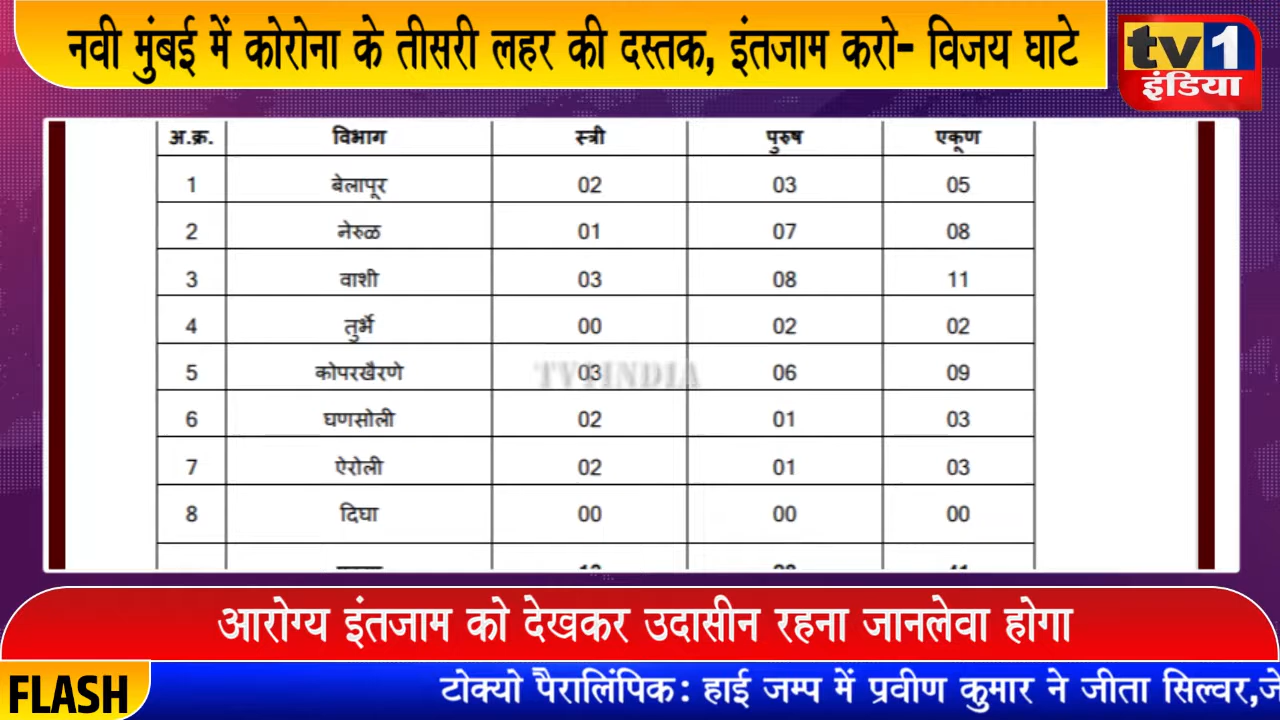 नवी मुंबई में कोरोना के तीसरी लहर की दस्तक, इंतजाम करो- विजय घाटे
tv1
इंडिया
अ.क्र. विभाग स्त्री पुरुष एकूण
1 बेलापूर 02 03 05
2 नेरुळ 01 07 08
3 वाशी 03 08 11
4 तुर्भे 00 02 02
5 कोपरखैरणे 03 06 09
6 घणसोली 02 01 03
7 ऐरोली 02 01 03
8 दिघा 00 00 00
TV1INDIA
आरोग्य इंतजाम को देखकर उदासीन रहना जानलेवा होगा
FLASH टोक्यो पैरालिंपिक: हाई जम्प में प्रवीण कुमार ने जीता सिल्वर,जे